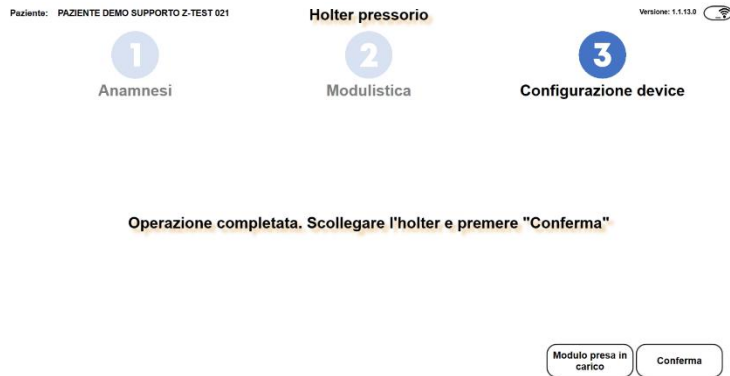 Paziente: PAZIENTE DEMO SUPPORTO Z-TEST 021
Holter pressorio
Versione: 1.1.13.0
1
2
3
Anamnesi
Modulistica
Configurazione device
Operazione completata. Scollegare l'holter e premere "Conferma"
Modulo presa in
carico
Conferma